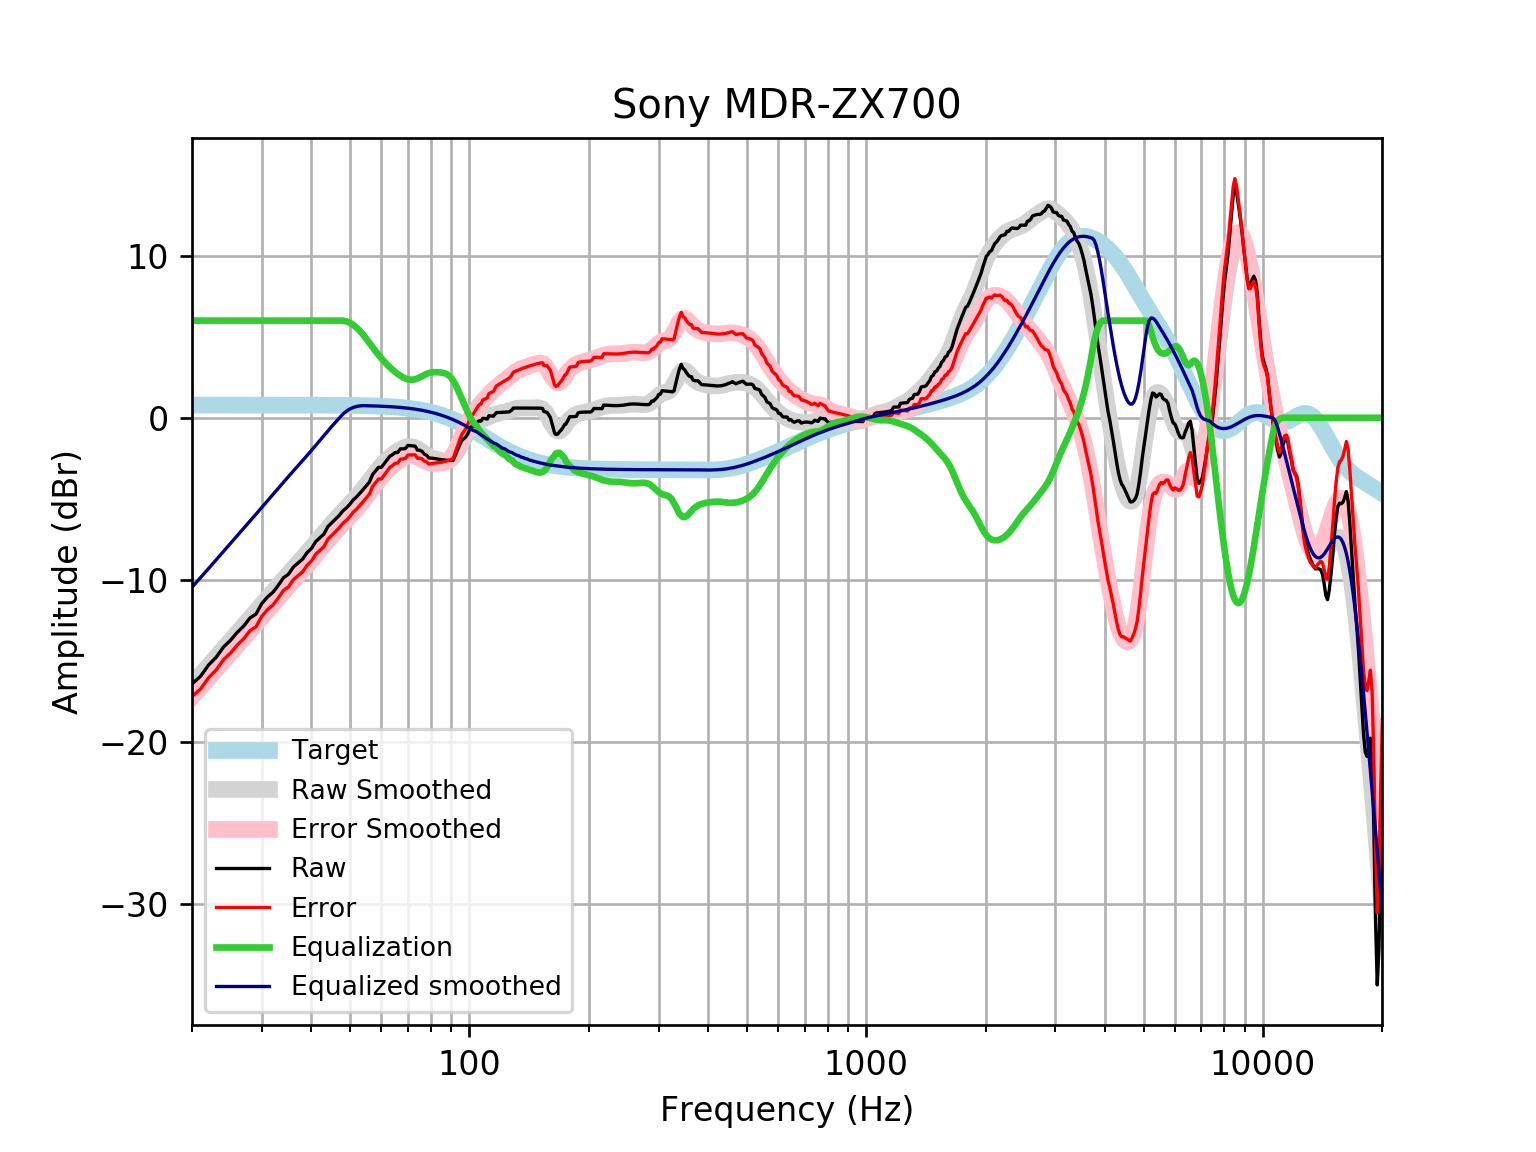 Sony MDR-ZX700
Amplitude (dBr)
10
0
−10
−20
−30
Target
Raw Smoothed
Error Smoothed
Raw
Error
Equalization
Equalized smoothed
100 1000 10000
Frequency (Hz)